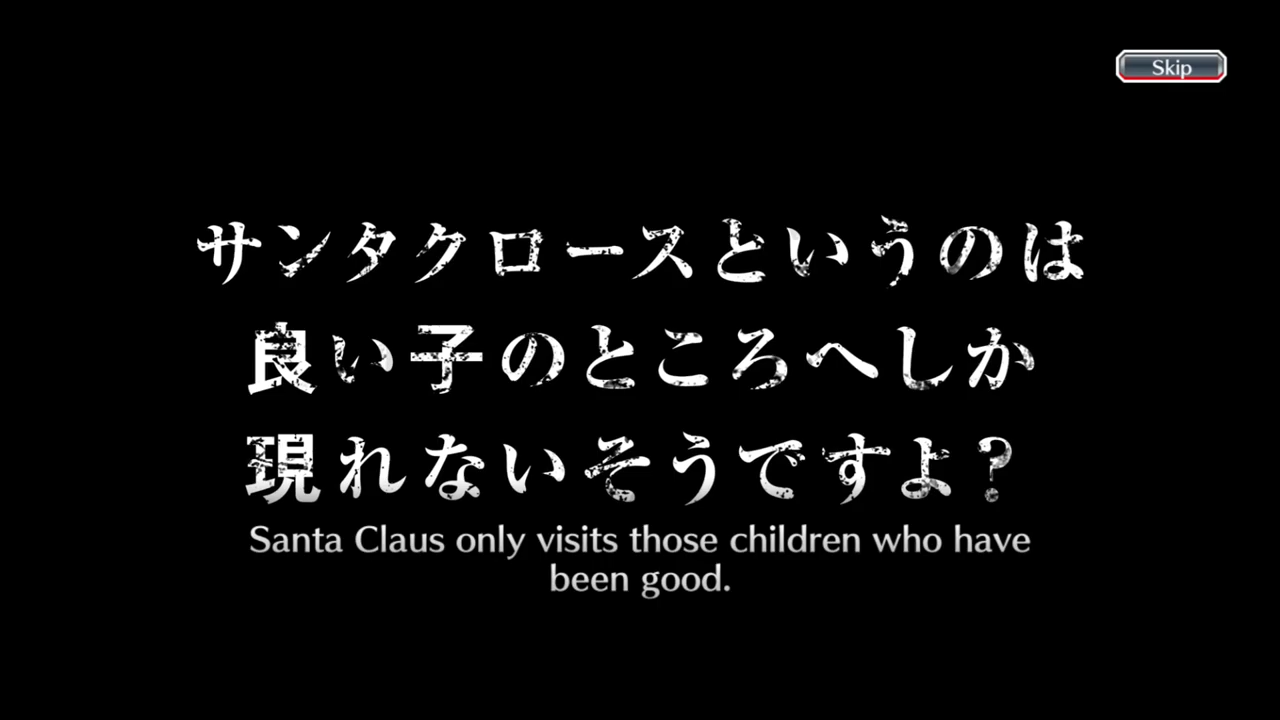 Skip
サンタクロースというのは
良い子のところへしか
現れないそうですよ？
Santa Claus only visits those children who have
been good.